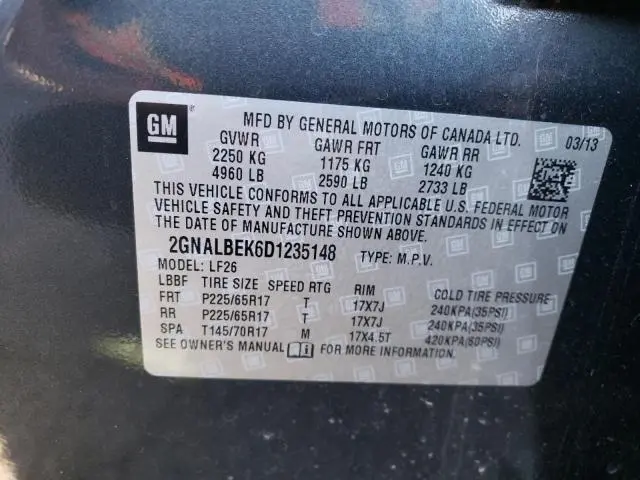 GM ®
MFD BY GENERAL MOTORS OF CANADA LTD.
03/13
GVWR GAWR FRT GAWR RR
2250 KG 1175 KG 1240 KG
4960 LB 2590 LB 2733 LB
THIS VEHICLE CONFORMS TO ALL APPLICABLE U.S. FEDERAL MOTOR
VEHICLE SAFETY AND THEFT PREVENTION STANDARDS IN EFFECT ON
THE DATE OF MANUFACTURE SHOWN ABOVE.
2GNALBEK6D1235148 TYPE: M.P.V.
MODEL: LF26
LBBF TIRE SIZE SPEED RTG RIM COLD TIRE PRESSURE
FRT P225/65R17 T 17X7J 240KPA(35PSI)
RR P225/65R17 T 17X7J 240KPA(35PSI)
SPA T145/70R17 M 17X4.5T 420KPA(60PSI)
SEE OWNER'S MANUAL FOR MORE INFORMATION.